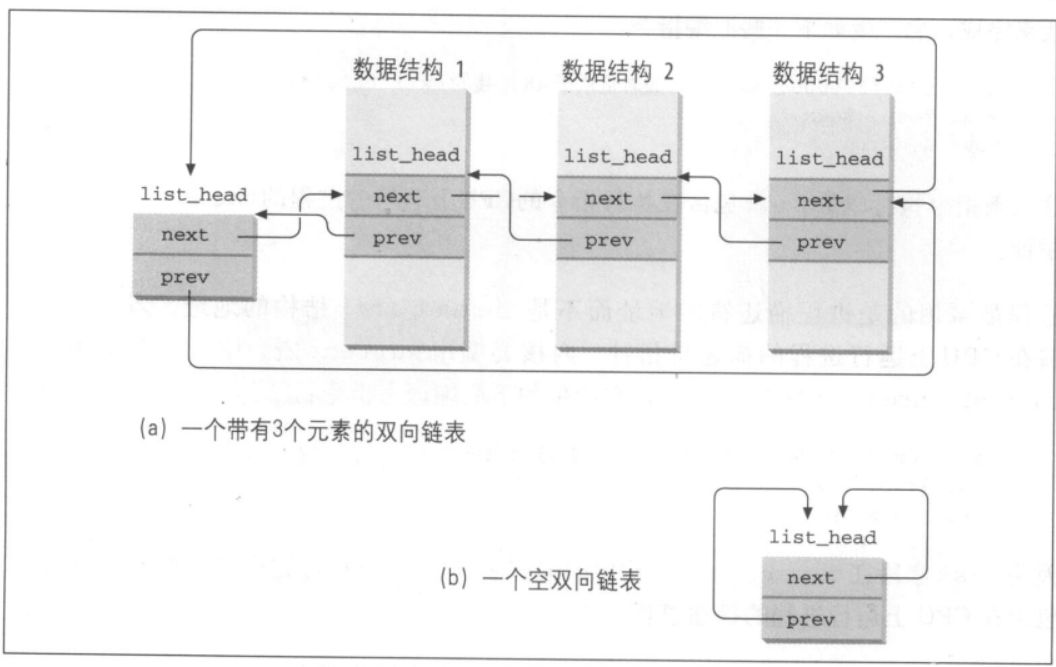 数据结构 1
数据结构 2
数据结构 3
list_head
next
prev
list_head
next
prev
list_head
next
prev
list_head
next
prev
(a) 一个带有3个元素的双向链表
list_head
(b) 一个空双向链表
next
prev